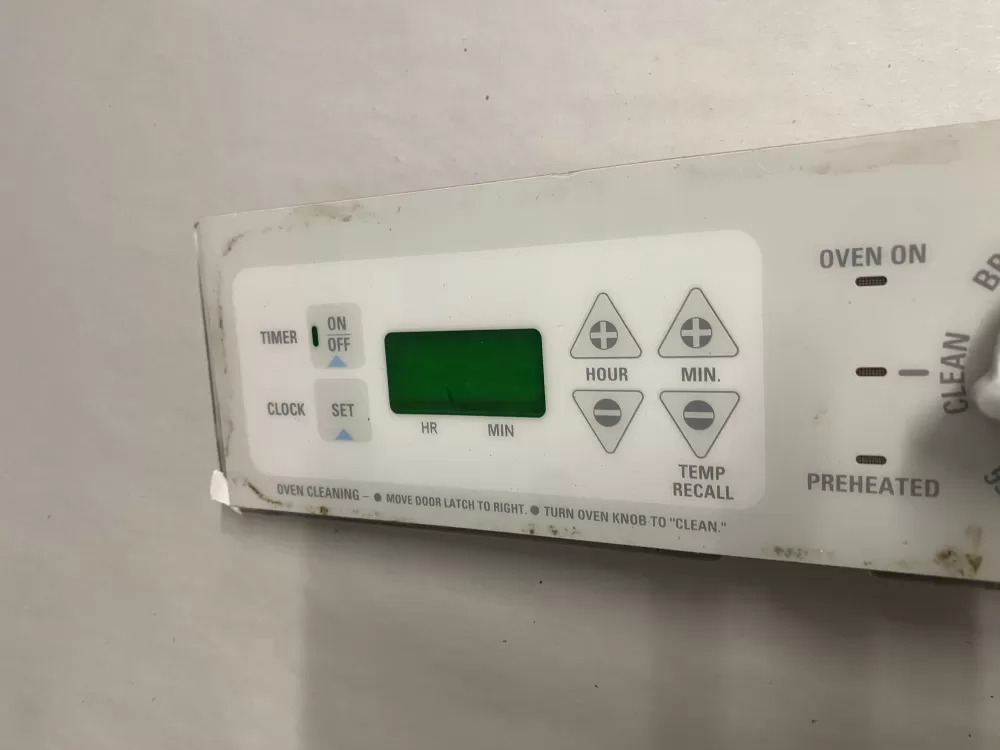 TIMER
ON
OFF
CLOCK
SET
HR MIN
HOUR
MIN.
TEMP
RECALL
OVEN CLEANING – ● MOVE DOOR LATCH TO RIGHT. ● TURN OVEN KNOB TO "CLEAN."
OVEN ON
CLEAN
PREHEATED